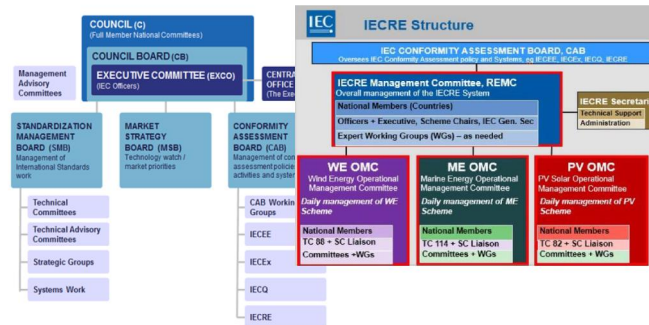 COUNCIL (C)
(Full Member National Committees)
COUNCIL BOARD (CB)
EXECUTIVE COMMITTEE (EXCO)
(IEC Officers)
Management
Advisory
Committees
CENTRA
OFFICE
(The Exe
STANDARDIZATION
MANAGEMENT
BOARD (SMB)
Management of
International Standards
work
MARKET
STRATEGY
BOARD (MSB)
Technology watch /
market priorities
CONFORMITY
ASSESSMENT
BOARD (CAB)
Management of con
assessment policies
activities and system
Technical
Committees
Technical Advisory
Committees
Strategic Groups
Systems Work
CAB Workin
Groups
IECEE
IECEx
IECQ
IECRE
IEC
IECRE Structure
IEC CONFORMITY ASSESSMENT BOARD, CAB
Oversees IEC Conformity Assessment policy and Systems, eg IECEE, IECEx, IECQ, IECRE
IECRE Management Committee, REMC
Overall management of the IECRE System
National Members (Countries)
Officers + Executive, Scheme Chairs, IEC Gen. Sec
Expert Working Groups (WGs) – as needed
IECRE Secretar
Technical Support
Administration
WE OMC
Wind Energy Operational
Management Committee
Daily management of WE
Scheme
National Members
TC 88 + SC Liaison
Committees +WGs
ME OMC
Marine Energy Operational
Management Committee
Daily management of ME
Scheme
National Members
TC 114 + SC Liaison
Committees + WGs
PV OMC
PV Solar Operational
Management Committee
Daily management of PV
Scheme
National Members
TC 82 + SC Liaison
Committees + WGs